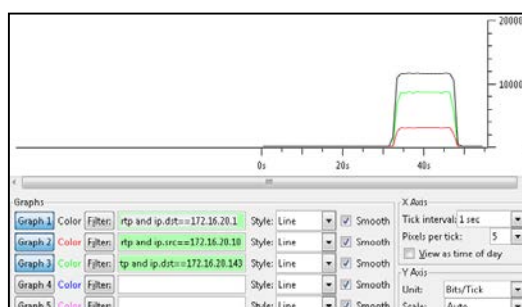 20000
10000
0s 20s 40s
Graphs
Graph 1 Color Filter: rtp and ip.dst==172.16.20.1 Style: Line Smooth
Graph 2 Color Filter: rtp and ip.src==172.16.20.10 Style: Line Smooth
Graph 3 Color Filter: tp and ip.dst==172.16.20.143 Style: Line Smooth
Graph 4 Color Filter: Style: Line Smooth
Graph 5 Color Filter: Style: Line Smooth
X Axis
Tick interval: 1 sec
Pixels per tick: 5
View as time of day
Y Axis
Unit: Bits/Tick
Scale: Auto